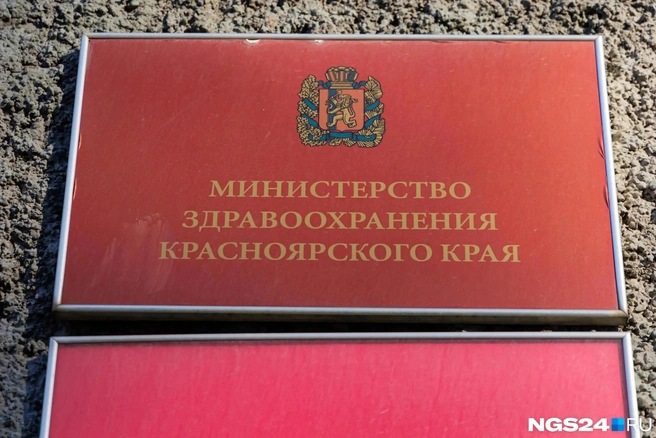 МИНИСТЕРСТВО
ЗДРАВООХРАНЕНИЯ
КРАСНОЯРСКОГО КРАЯ
NGS24.RU